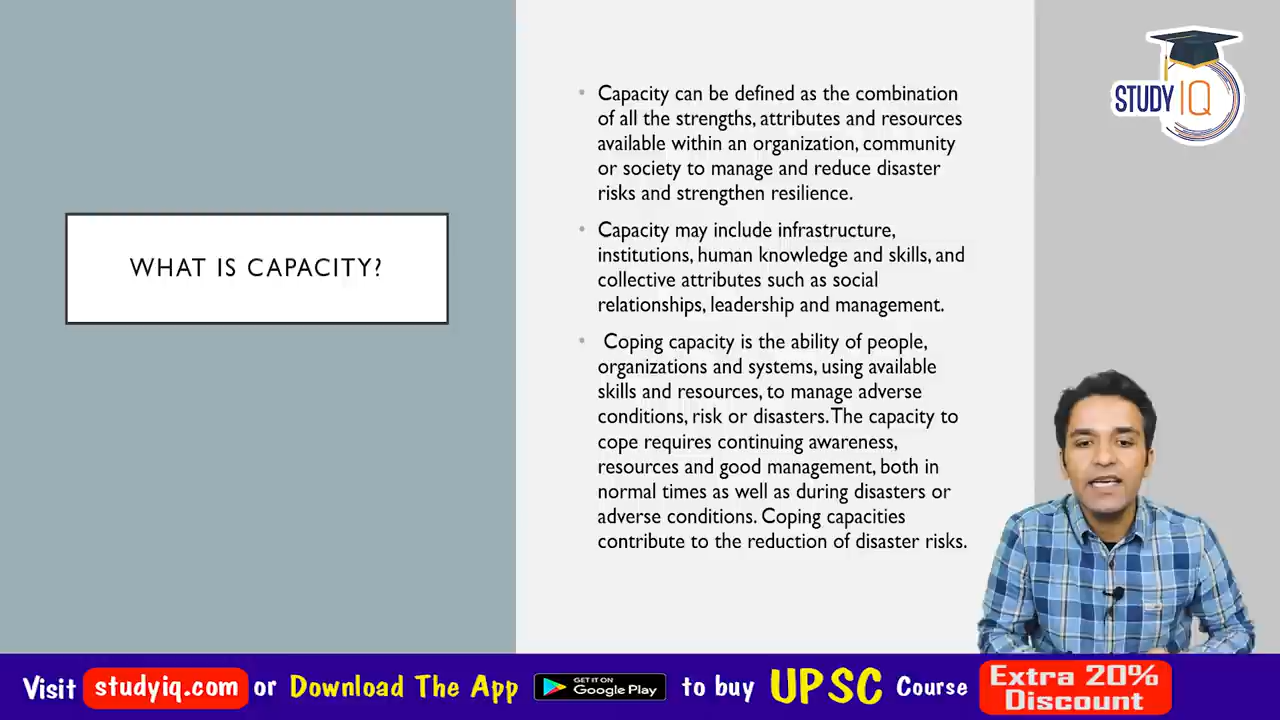 WHAT IS CAPACITY?
• Capacity can be defined as the combination
of all the strengths, attributes and resources
available within an organization, community
or society to manage and reduce disaster
risks and strengthen resilience.
• Capacity may include infrastructure,
institutions, human knowledge and skills, and
collective attributes such as social
relationships, leadership and management.
• Coping capacity is the ability of people,
organizations and systems, using available
skills and resources, to manage adverse
conditions, risk or disasters. The capacity to
cope requires continuing awareness,
resources and good management, both in
normal times as well as during disasters or
adverse conditions. Coping capacities
contribute to the reduction of disaster risks.
STUDY IQ
Visit studyiq.com or Download The App GET IT ON Google Play to buy UPSC Course Extra 20%
Discount